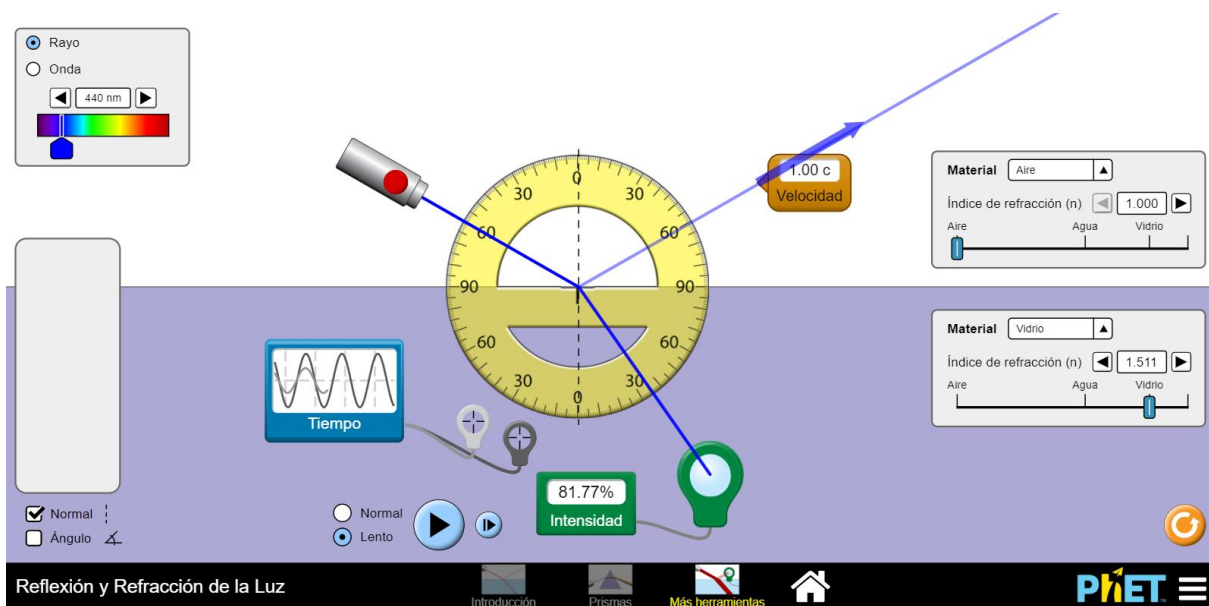 Rayo
Onda
440 nm
1.00 c
Velocidad
Material Aire
Índice de refracción (n) 1.000
Aire Agua Vidrio
30 0 30
60 60
90 90
60 60
30 30
0
Material Vidrio
Índice de refracción (n) 1.511
Aire Agua Vidrio
Tiempo
81.77%
Intensidad
Normal
Ángulo
Normal
Lento
Reflexión y Refracción de la Luz
Introducción
Prismas
Más herramientas
PhET